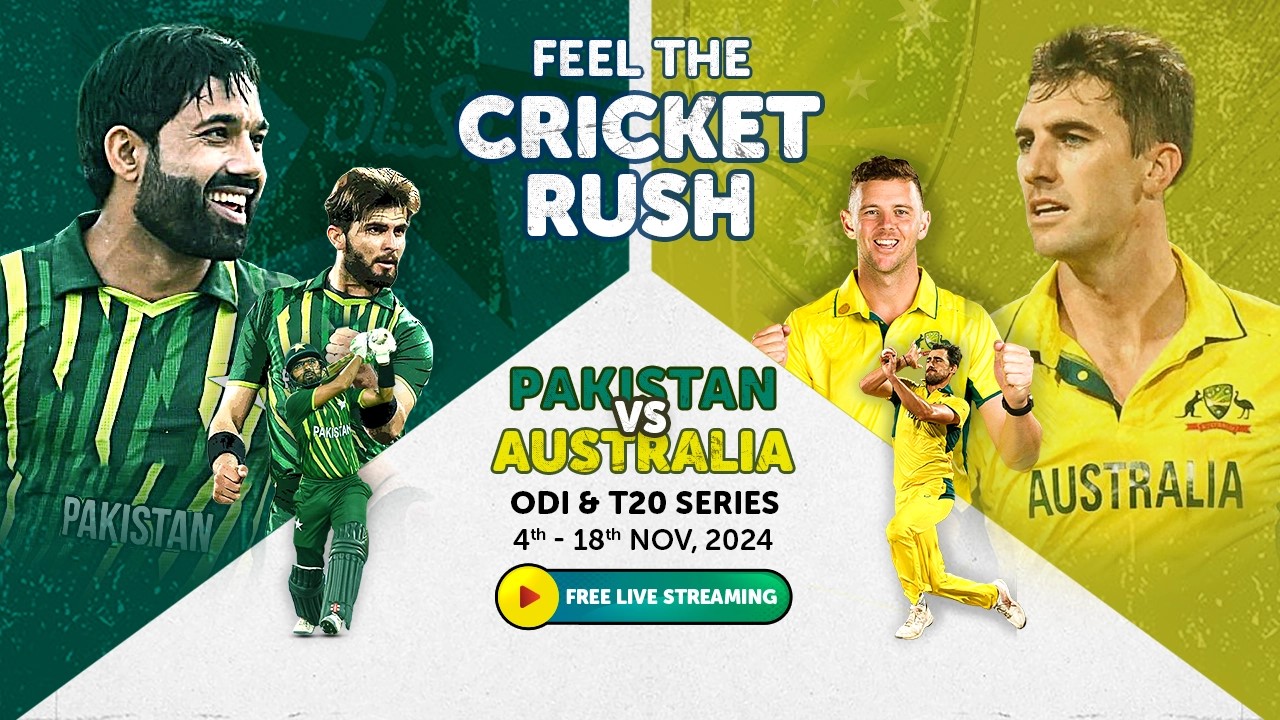 FEEL THE
CRICKET
RUSH
PAKISTAN
VS
AUSTRALIA
ODI & T20 SERIES
4th - 18th NOV, 2024
FREE LIVE STREAMING
PAKISTAN
PAKISTAN
AUSTRALIA